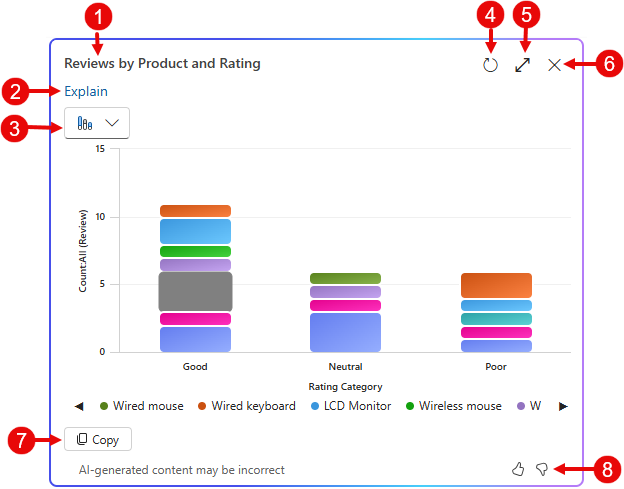 1
4
5
Reviews by Product and Rating
6
2
Explain
3
15
10
5
0
Count:All (Review)
Good
Neutral
Poor
Rating Category
Wired mouse
Wired keyboard
LCD Monitor
Wireless mouse
W
7
Copy
AI-generated content may be incorrect
8